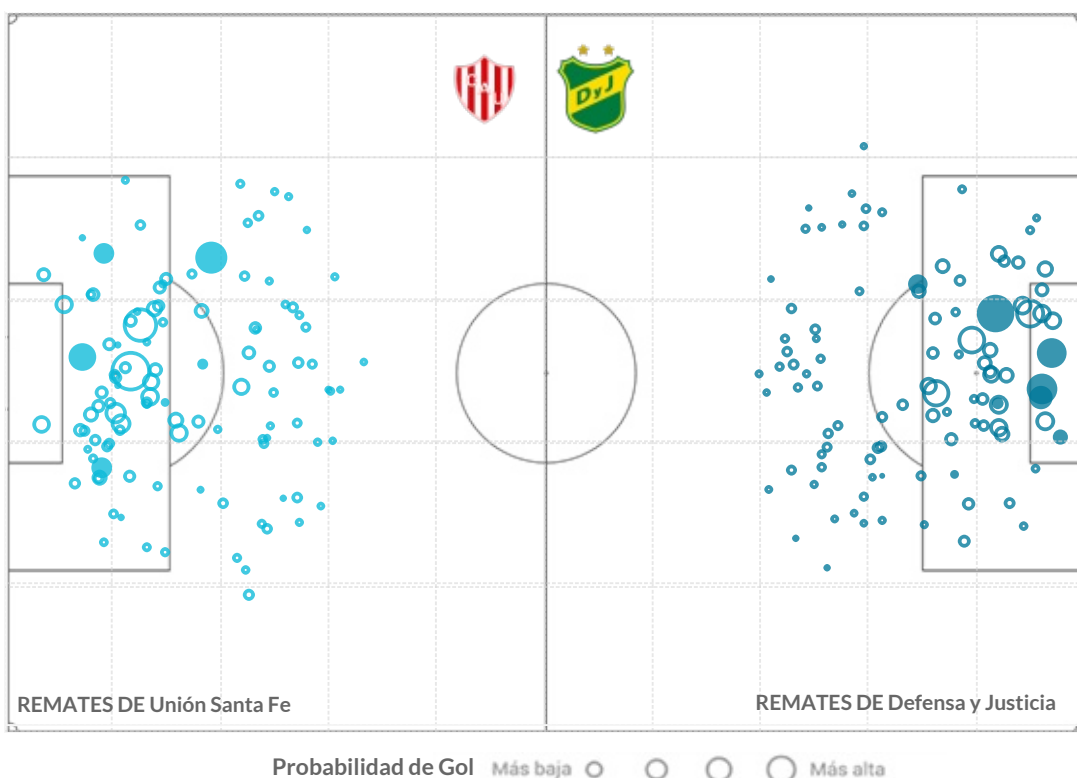 C A U
D y J
REMATES DE Unión Santa Fe
REMATES DE Defensa y Justicia
Probabilidad de Gol Más baja Más alta